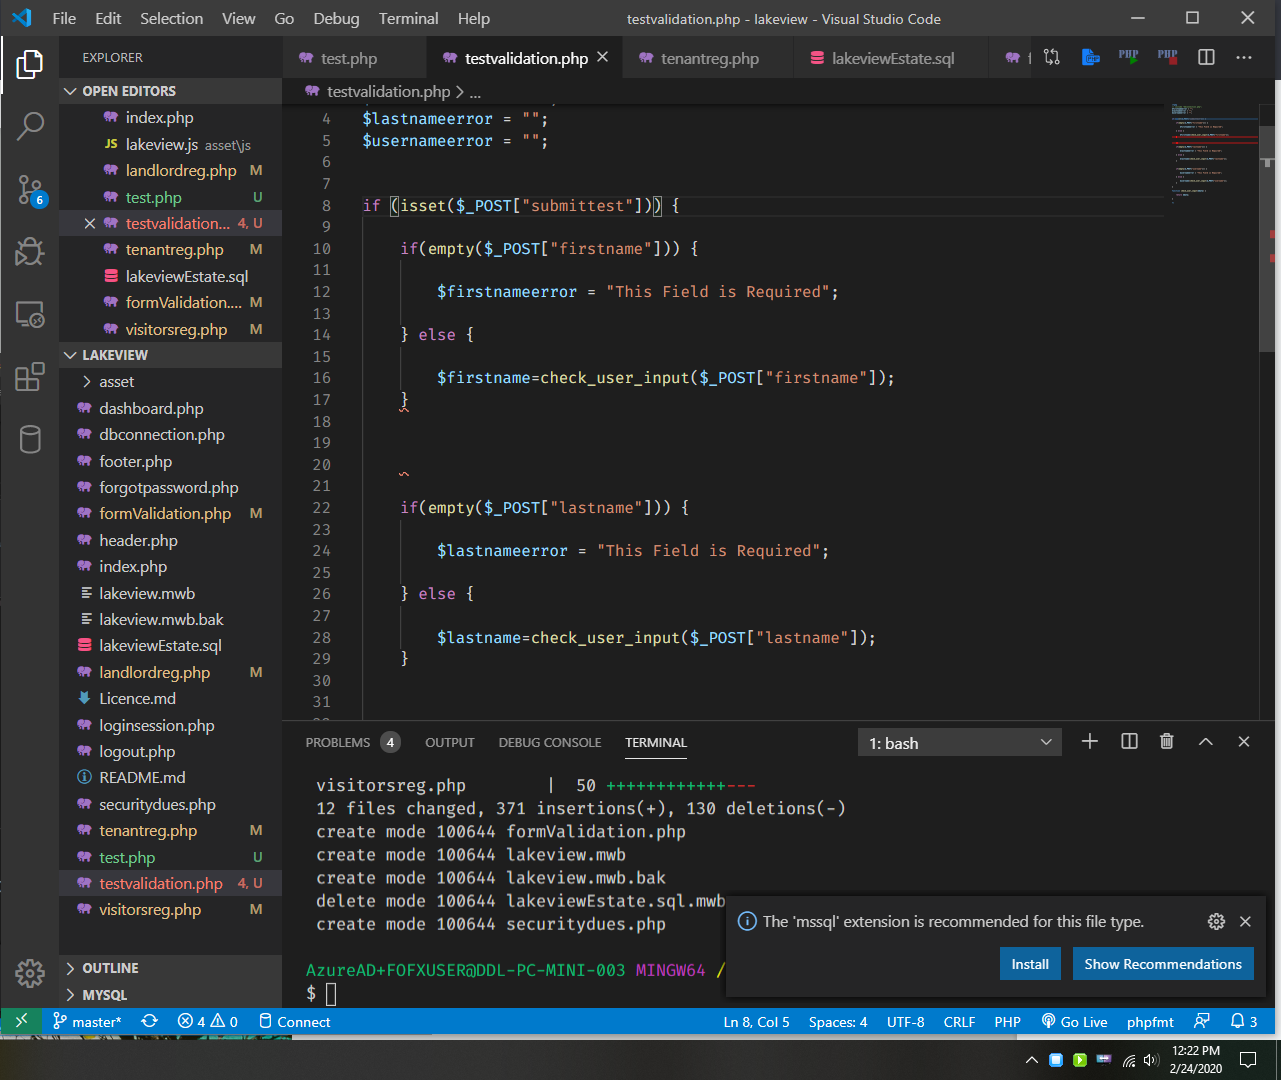 File Edit Selection View Go Debug Terminal Help testvalidation.php - lakeview - Visual Studio Code
EXPLORER
test.php testvalidation.php tenantreg.php lakeviewEstate.sql
OPEN EDITORS
index.php
JS lakeview.js asset\js
landlordreg.php M
test.php U
testvalidation... 4, U
tenantreg.php M
lakeviewEstate.sql
formValidation.... M
visitorsreg.php M
LAKEVIEW
asset
dashboard.php
dbconnection.php
footer.php
forgotpassword.php
formValidation.php M
header.php
index.php
lakeview.mwb
lakeview.mwb.bak
lakeviewEstate.sql
landlordreg.php M
Licence.md
loginsession.php
logout.php
README.md
securitydues.php
tenantreg.php M
test.php U
testvalidation.php 4, U
visitorsreg.php M
OUTLINE
MYSQL
testvalidation.php > ...
4 $lastnameerror = "";
5 $usernameerror = "";
6
7
8 if (isset($_POST["submittest"])) {
9
10 if(empty($_POST["firstname"])) {
11
12 $firstnameerror = "This Field is Required";
13
14 } else {
15
16 $firstname=check_user_input($_POST["firstname"]);
17 }
18
19
20
21
22 if(empty($_POST["lastname"])) {
23
24 $lastnameerror = "This Field is Required";
25
26 } else {
27
28 $lastname=check_user_input($_POST["lastname"]);
29 }
30
31
PROBLEMS 4 OUTPUT DEBUG CONSOLE TERMINAL 1: bash
visitorsreg.php | 50 ++++++++++++---
12 files changed, 371 insertions(+), 130 deletions(-)
create mode 100644 formValidation.php
create mode 100644 lakeview.mwb
create mode 100644 lakeview.mwb.bak
delete mode 100644 lakeviewEstate.sql.mwb
create mode 100644 securitydues.php
AzureAD+FOFXUSER@DDL-PC-MINI-003 MINGW64 /
$
The 'mssql' extension is recommended for this file type.
Install Show Recommendations
master* 4 0 Connect Ln 8, Col 5 Spaces: 4 UTF-8 CRLF PHP Go Live phpfmt 3
12:22 PM
2/24/2020